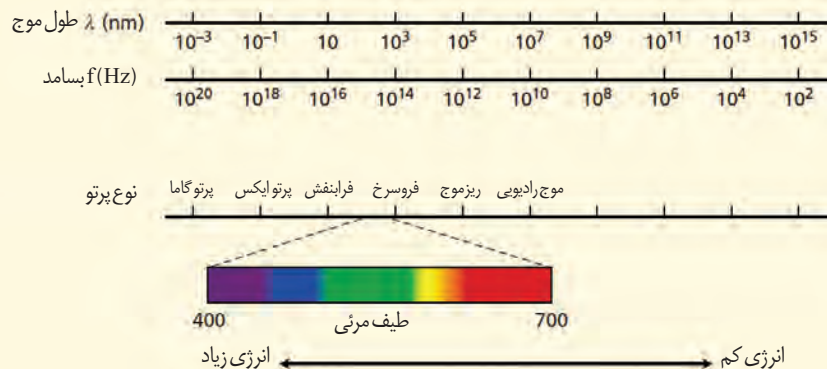 طول موج λ (nm)
10⁻³ 10⁻¹ 10 10³ 10⁵ 10⁷ 10⁹ 10¹¹ 10¹³ 10¹⁵
بسامد f(Hz)
10²⁰ 10¹⁸ 10¹⁶ 10¹⁴ 10¹² 10¹⁰ 10⁸ 10⁶ 10⁴ 10²
نوع پرتو
پرتو گاما پرتو ایکس فرابنفش فروسرخ ریزموج موج رادیویی
400 طیف مرئی 700
انرژی زیاد انرژی کم